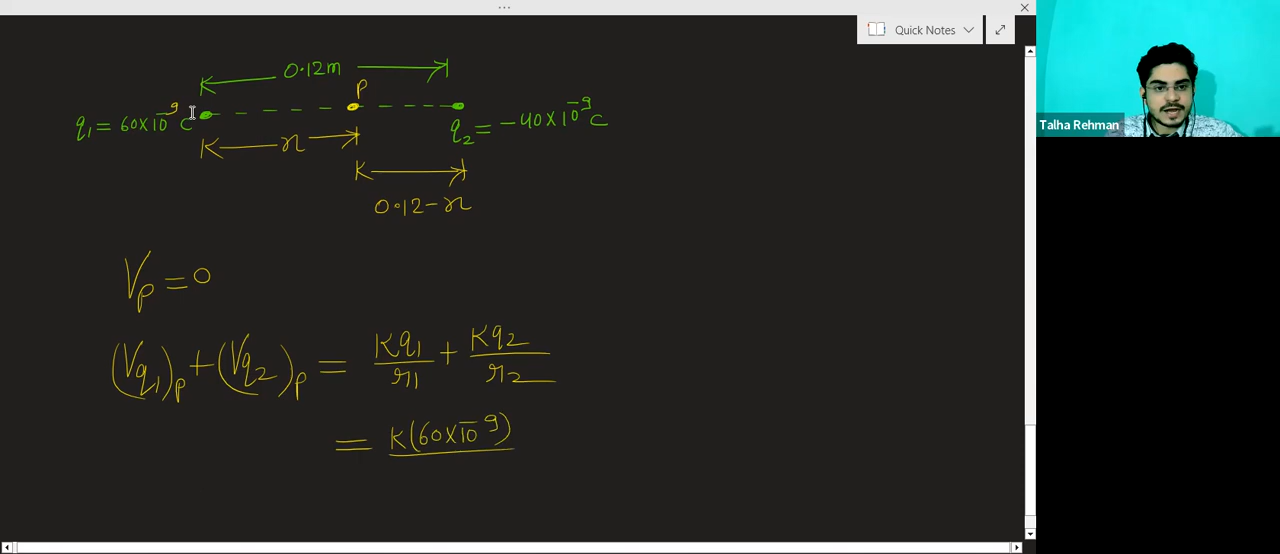 Quick Notes
Talha Rehman
0.12m
P
q₁ = 60×10⁻⁹ C
q₂ = -40×10⁻⁹ C
r
0.12-r
Vp = 0
(Vq₁)p + (Vq₂)p = Kq₁/r₁ + Kq₂/r₂
= K(60×10⁻⁹)